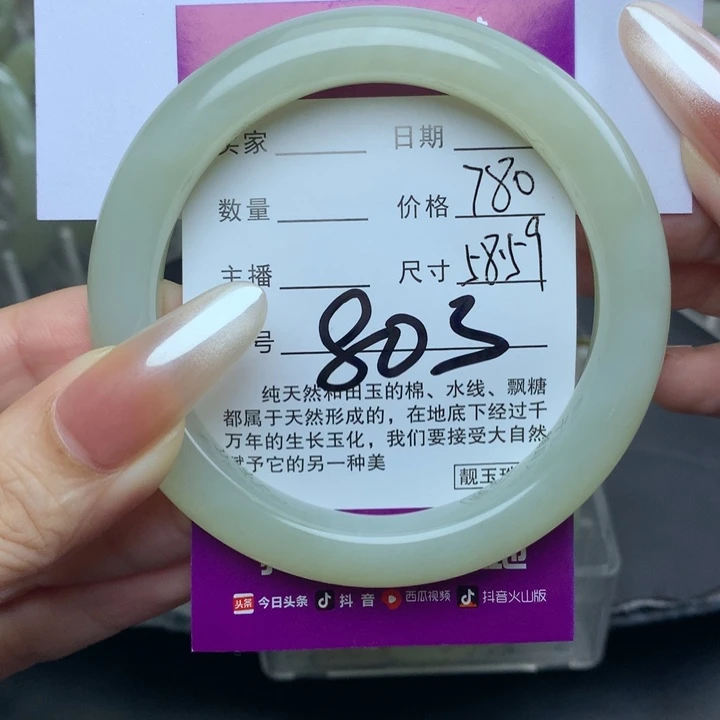 家 日期
数量 价格 780
主播 尺寸 58.59
号 803
纯天然和田玉的棉、水线、飘糖
都属于天然形成的，在地底下经过千
万年的生长玉化，我们要接受大自然
赋予它的另一种美
靓玉
头条 今日头条 抖音 西瓜视频 抖音火山版